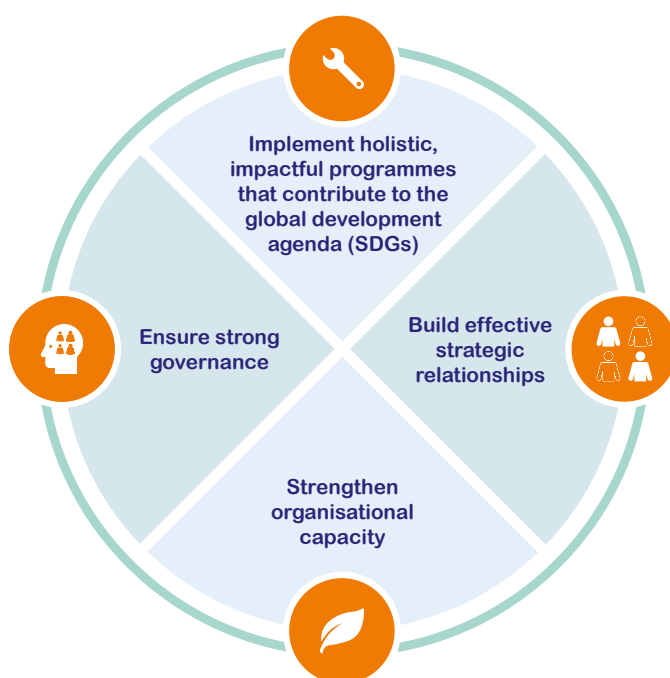 Implement holistic,
impactful programmes
that contribute to the
global development
agenda (SDGs)
Build effective
strategic
relationships
Strengthen
organisational
capacity
Ensure strong
governance